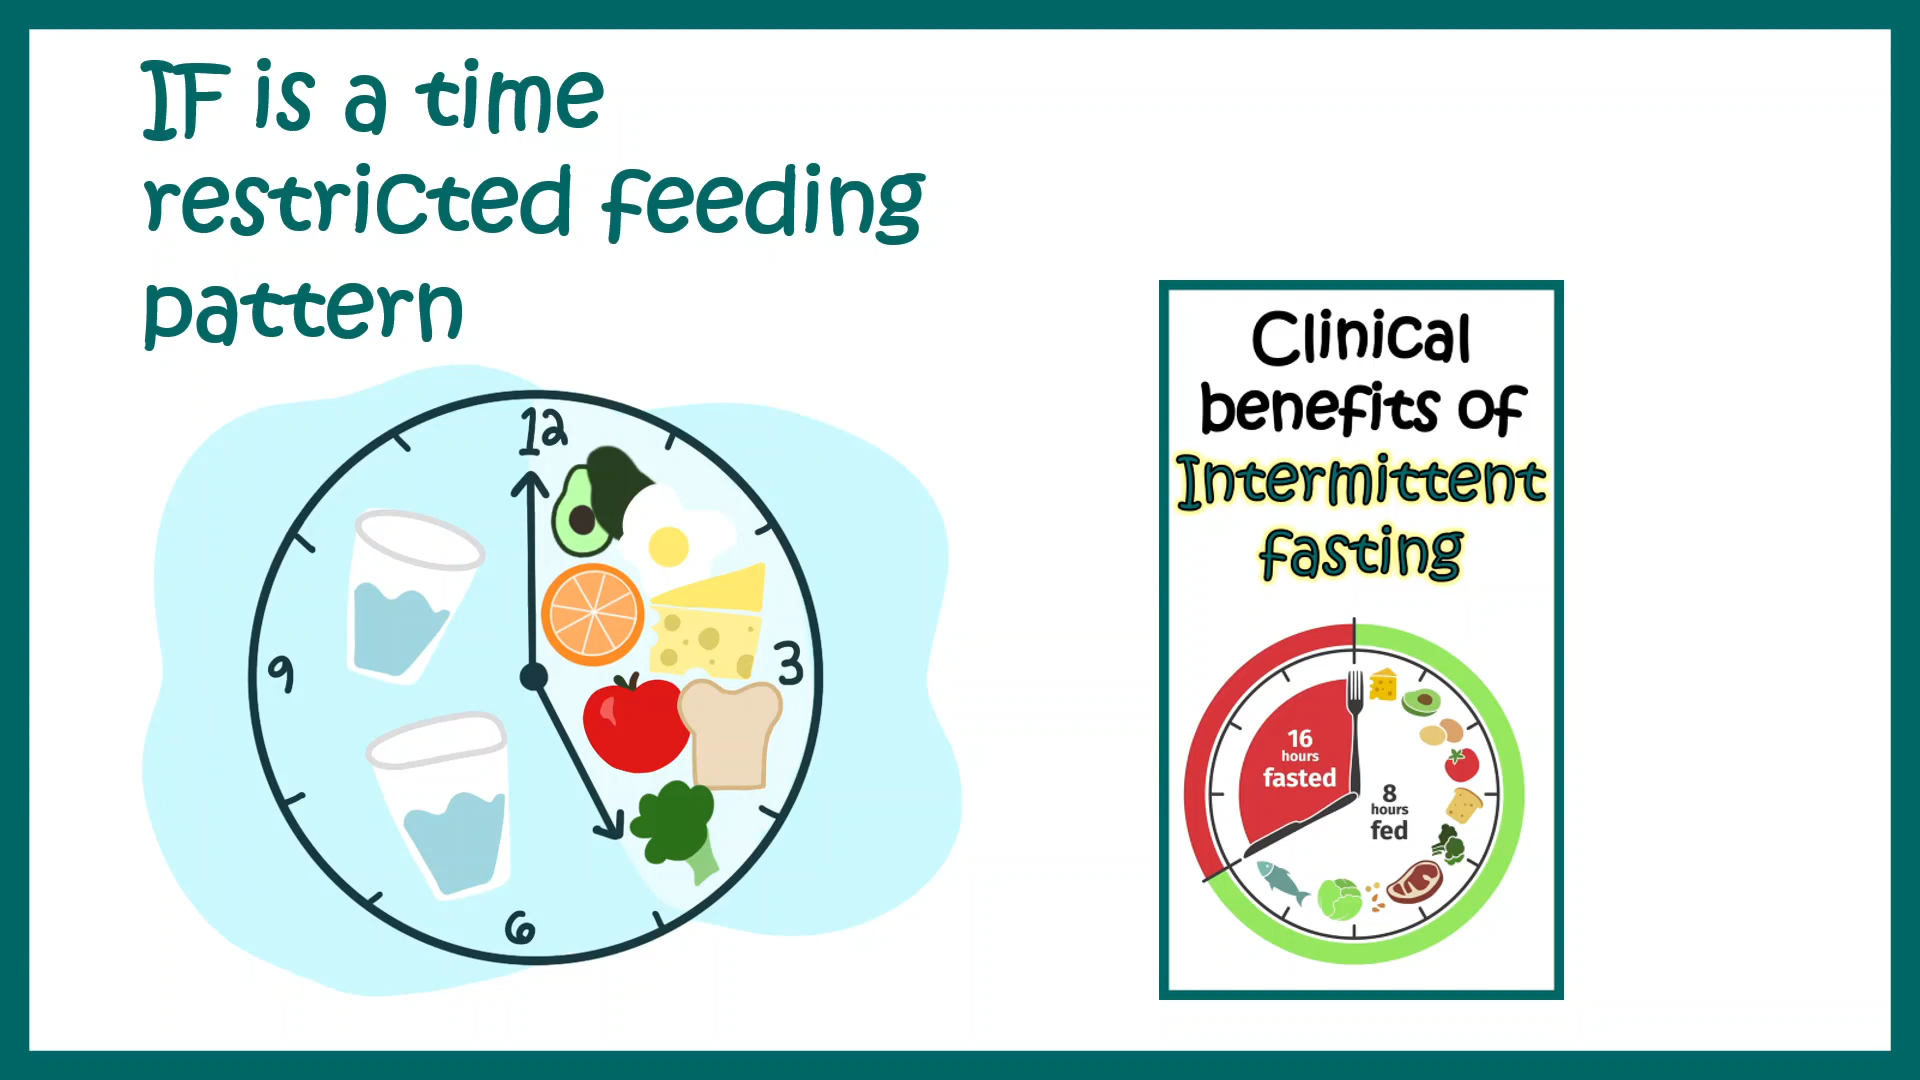 IF is a time
restricted feeding
pattern
12
3
6
9
Clinical
benefits of
Intermittent
fasting
16
hours
fasted
8
hours
fed